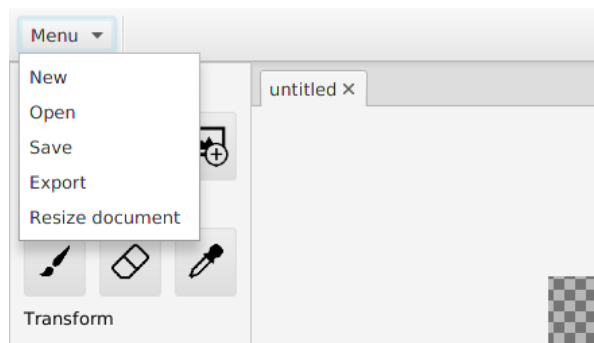 Menu
New
Open
Save
Export
Resize document
untitled
Transform